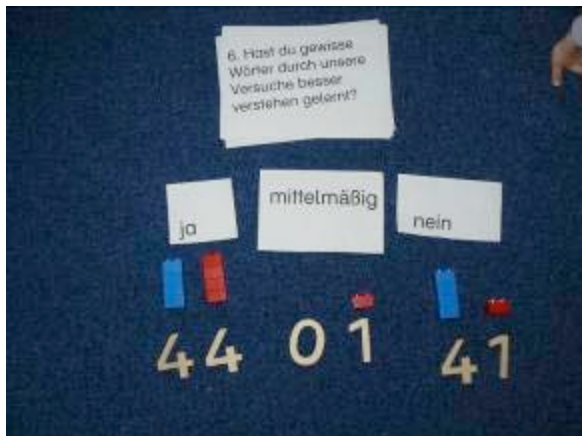 6. Hast du gewisse
Wörter durch unsere
Versuche besser
verstehen gelernt?
ja
mittelmäßig
nein
44 01 41